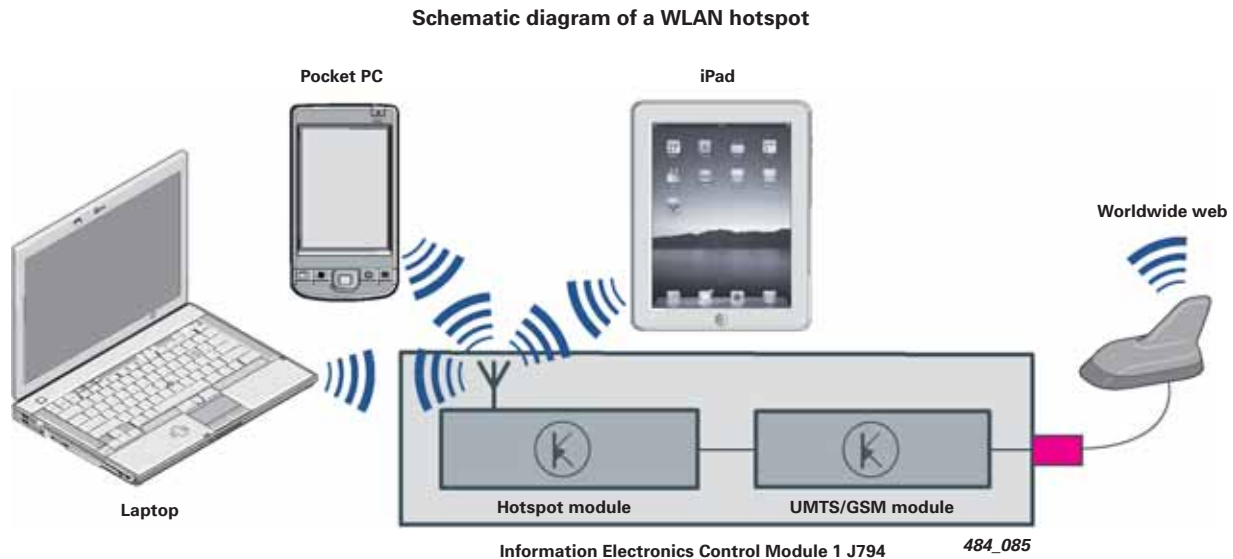 Schematic diagram of a WLAN hotspot
Pocket PC
iPad
Worldwide web
Laptop
Hotspot module
UMTS/GSM module
Information Electronics Control Module 1 J794
484_085